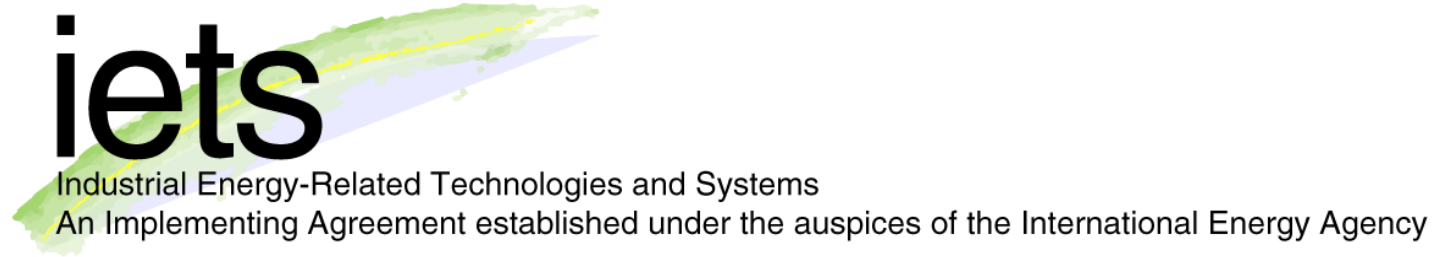 iets
Industrial Energy-Related Technologies and Systems
An Implementing Agreement established under the auspices of the International Energy Agency